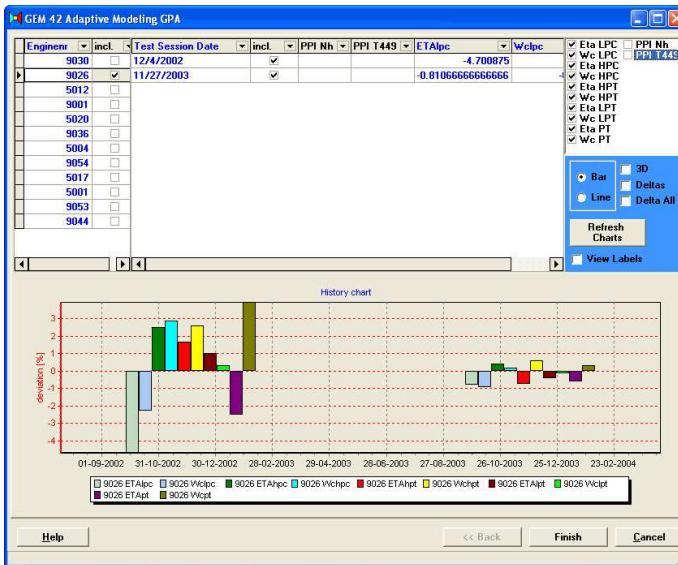 GEM 42 Adaptive Modeling GPA
Enginenr incl. Test Session Date incl. PPI Nh PPI T449 ETAlpc Wclpc
9030 12/4/2002 -4.700875
9026 11/27/2003 -0.81066666666666
5012
9001
5020
9036
5004
9054
5017
5001
9053
9044
Eta LPC PPI Nh
Wc LPC PPI T449
Eta HPC
Wc HPC
Eta HPT
Wc HPT
Eta LPT
Wc LPT
Eta PT
Wc PT
Bar
Line
3D
Deltas
Delta All
Refresh
Charts
View Labels
History chart
deviation [%]
3
2
1
0
-1
-2
-3
-4
01-09-2002 31-10-2002 30-12-2002 28-02-2003 29-04-2003 28-06-2003 27-08-2003 26-10-2003 25-12-2003 23-02-2004
9026 ETAlpc 9026 Wclpc 9026 ETAhpc 9026 Wchpc 9026 ETAhpt 9026 Wchpt 9026 ETAlpt 9026 Wclpt
9026 ETApt 9026 Wcpt
Help << Back Finish Cancel